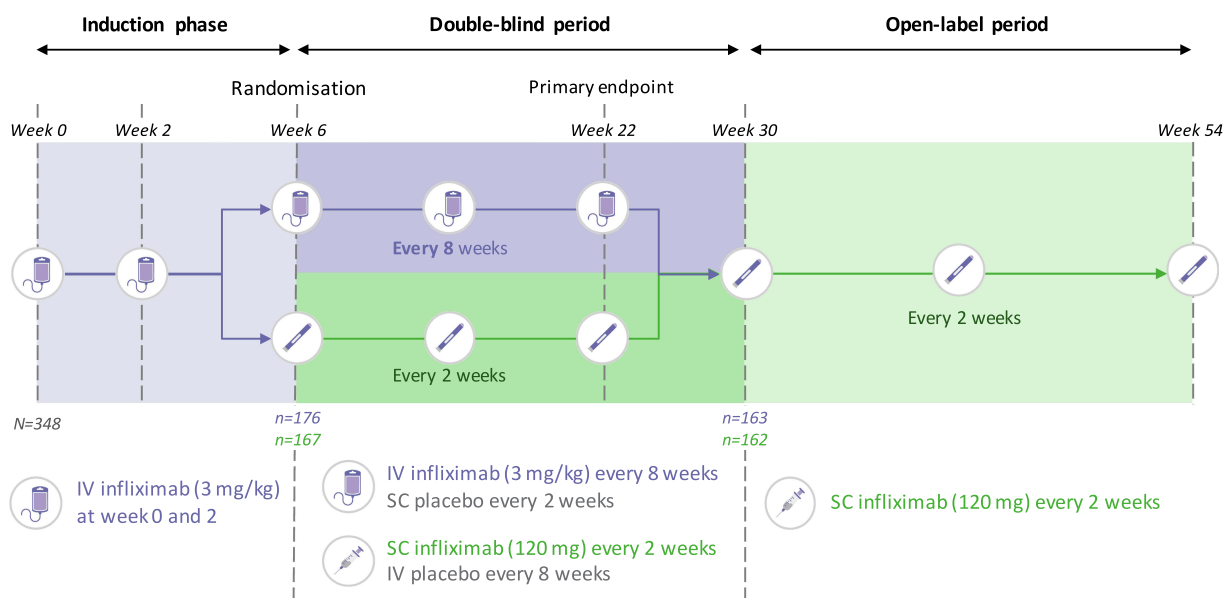 Induction phase
Double-blind period
Open-label period
Randomisation
Primary endpoint
Week 0
Week 2
Week 6
Week 22
Week 30
Week 54
Every 8 weeks
Every 2 weeks
Every 2 weeks
N=348
n=176
n=167
n=163
n=162
IV infliximab (3 mg/kg)
at week 0 and 2
IV infliximab (3 mg/kg) every 8 weeks
SC placebo every 2 weeks
SC infliximab (120 mg) every 2 weeks
IV placebo every 8 weeks
SC infliximab (120 mg) every 2 weeks